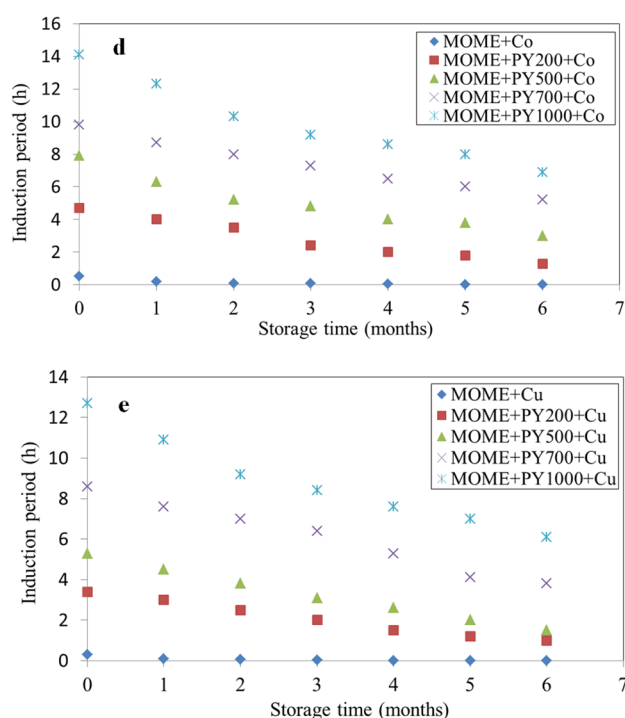 d
Induction period (h)
16
14
12
10
8
6
4
2
0
MOME+Co
MOME+PY200+Co
MOME+PY500+Co
MOME+PY700+Co
MOME+PY1000+Co
0 1 2 3 4 5 6 7
Storage time (months)
e
Induction period (h)
14
12
10
8
6
4
2
0
MOME+Cu
MOME+PY200+Cu
MOME+PY500+Cu
MOME+PY700+Cu
MOME+PY1000+Cu
0 1 2 3 4 5 6 7
Storage time (months)